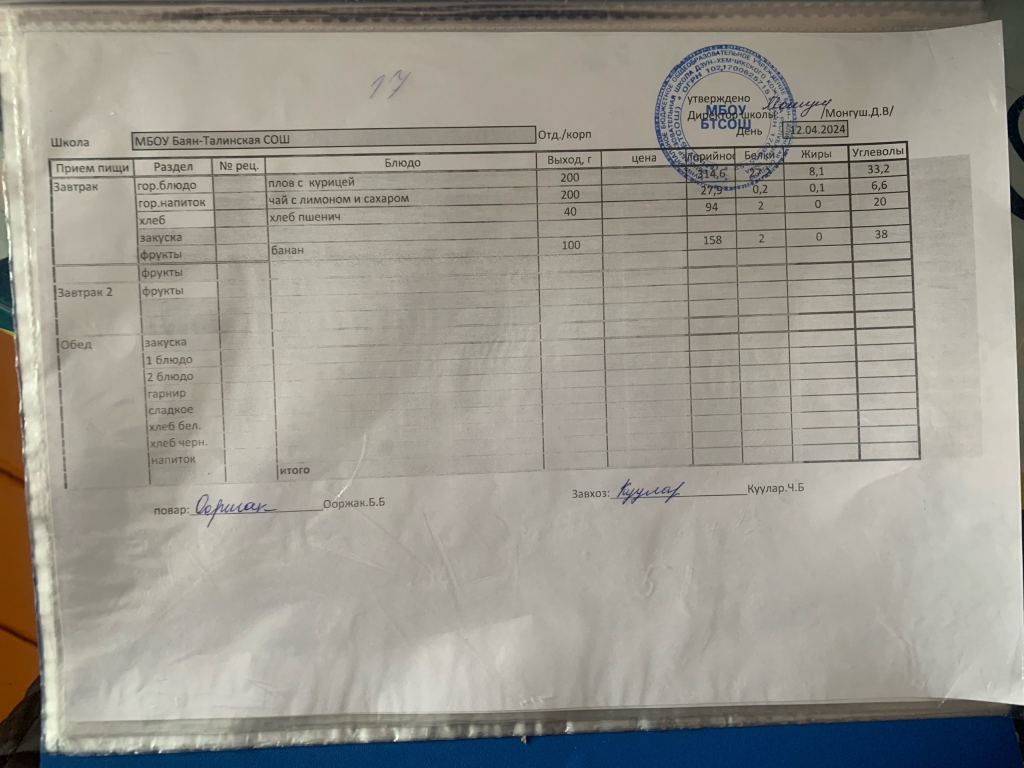 17
утверждено
Директор школы: /Монгуш.Д.В/
МБОУ
БТСОШ
Школа МБОУ Баян-Талинская СОШ Отд./корп День 12.04.2024
Прием пищи Раздел № рец. Блюдо Выход, г цена Белки Жиры Углеволы
Завтрак гор.блюдо плов с курицей 200 314,6 8,1 33,2
гор.напиток чай с лимоном и сахаром 200 27,9 0,2 0,1 6,6
хлеб хлеб пшенич 40 94 2 0 20
закуска
фрукты банан 100 158 2 0 38
фрукты
Завтрак 2 фрукты
Обед закуска
1 блюдо
2 блюдо
гарнир
сладкое
хлеб бел.
хлеб черн.
напиток
итого
повар: Ооржак Ооржак.Б.Б Завхоз: Куулар Куулар.Ч.Б